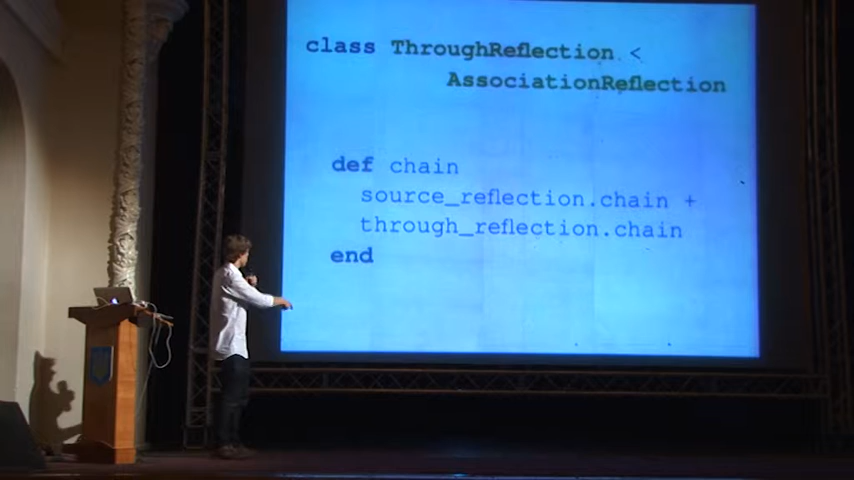 class ThroughReflection <
AssociationReflection
def chain
source_reflection.chain +
through_reflection.chain
end